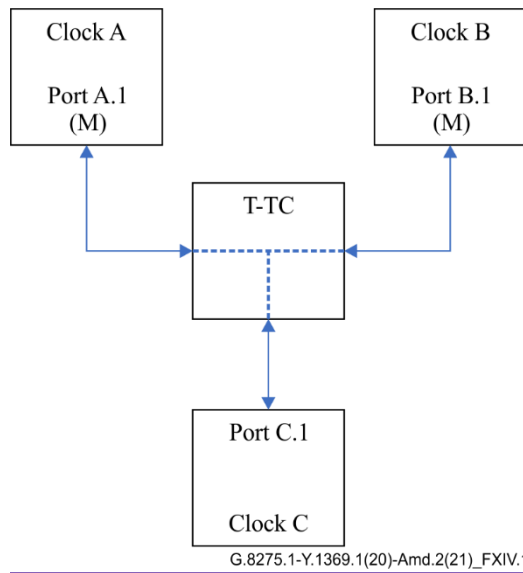 Clock A
Port A.1
(M)
Clock B
Port B.1
(M)
T-TC
Port C.1
Clock C
G.8275.1-Y.1369.1(20)-Amd.2(21)_FXIV.1